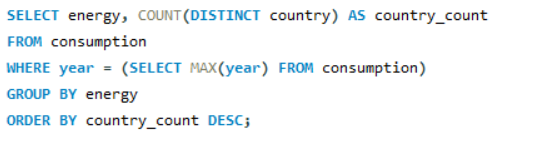 SELECT energy, COUNT(DISTINCT country) AS country_count
FROM consumption
WHERE year = (SELECT MAX(year) FROM consumption)
GROUP BY energy
ORDER BY country_count DESC;